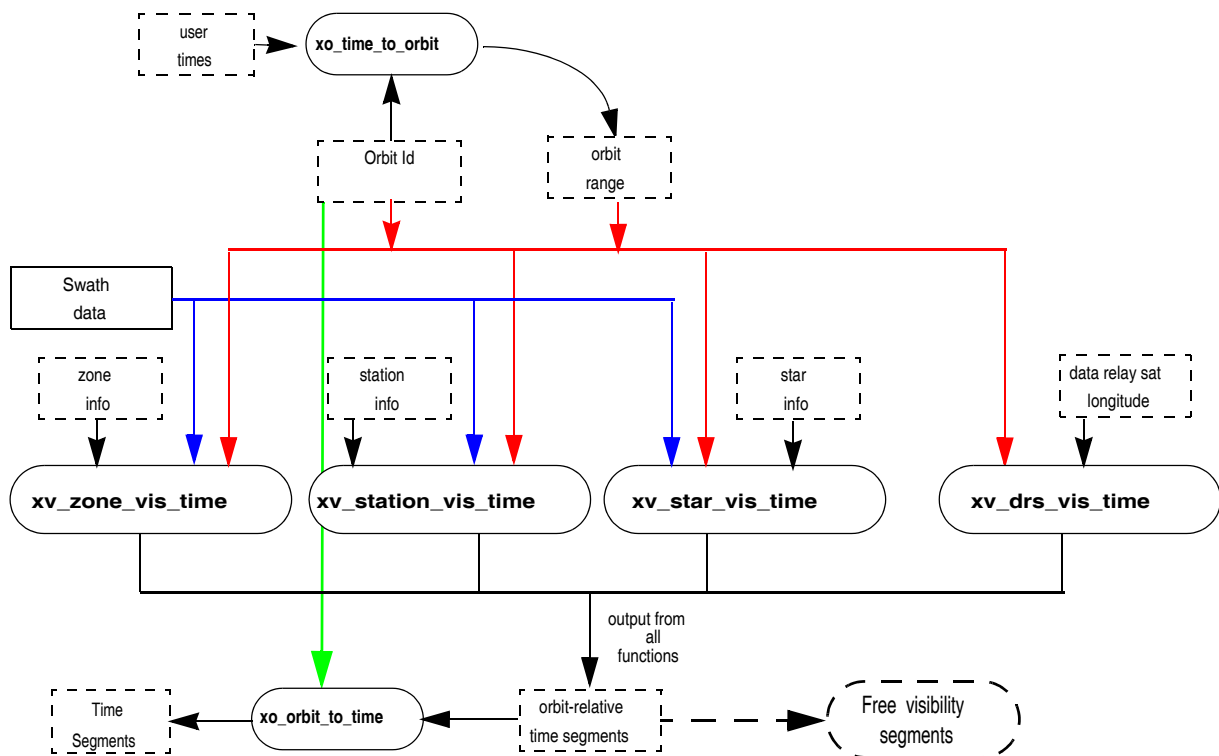 user
times
xo_time_to_orbit
Orbit Id
orbit
range
Swath
data
zone
info
station
info
star
info
data relay sat
longitude
xv_zone_vis_time
xv_station_vis_time
xv_star_vis_time
xv_drs_vis_time
output from
all
functions
Time
Segments
xo_orbit_to_time
orbit-relative
time segments
Free visibility
segments